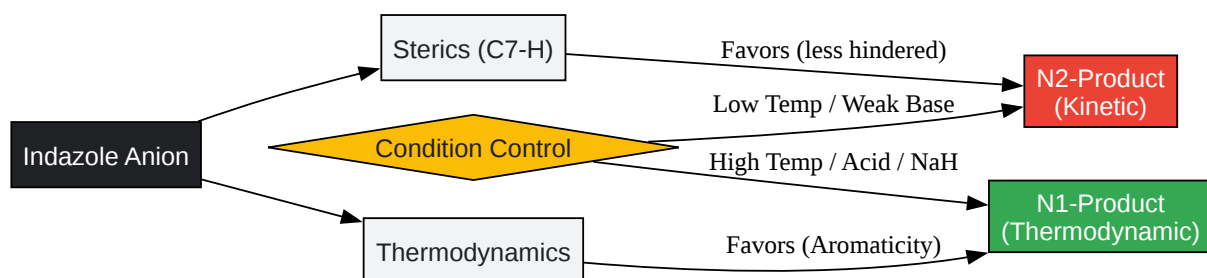 Indazole Anion
Sterics (C7-H)
Condition Control
Thermodynamics
Favors (less hindered)
Low Temp / Weak Base
High Temp / Acid / NaH
Favors (Aromaticity)
N2-Product
(Kinetic)
N1-Product
(Thermodynamic)